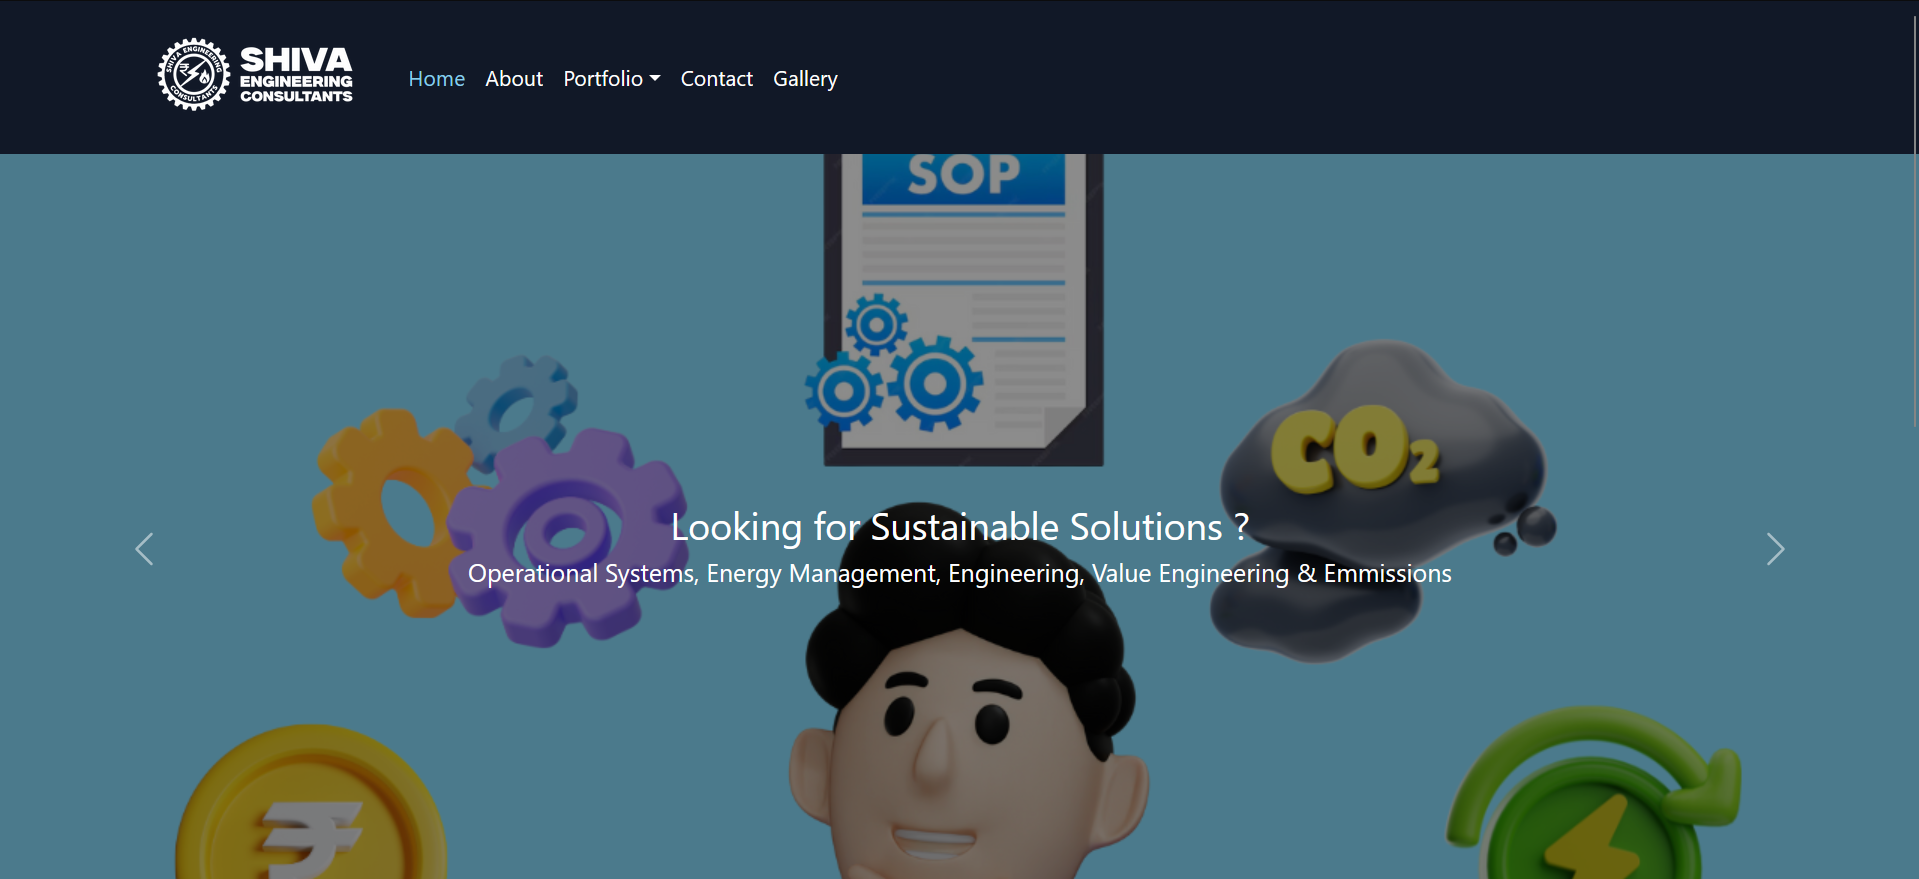 SHIVA ENGINEERING
CONSULTANTS
SHIVA
ENGINEERING
CONSULTANTS
Home About Portfolio Contact Gallery
SOP
CO2
Looking for Sustainable Solutions ?
Operational Systems, Energy Management, Engineering, Value Engineering & Emmissions
₹